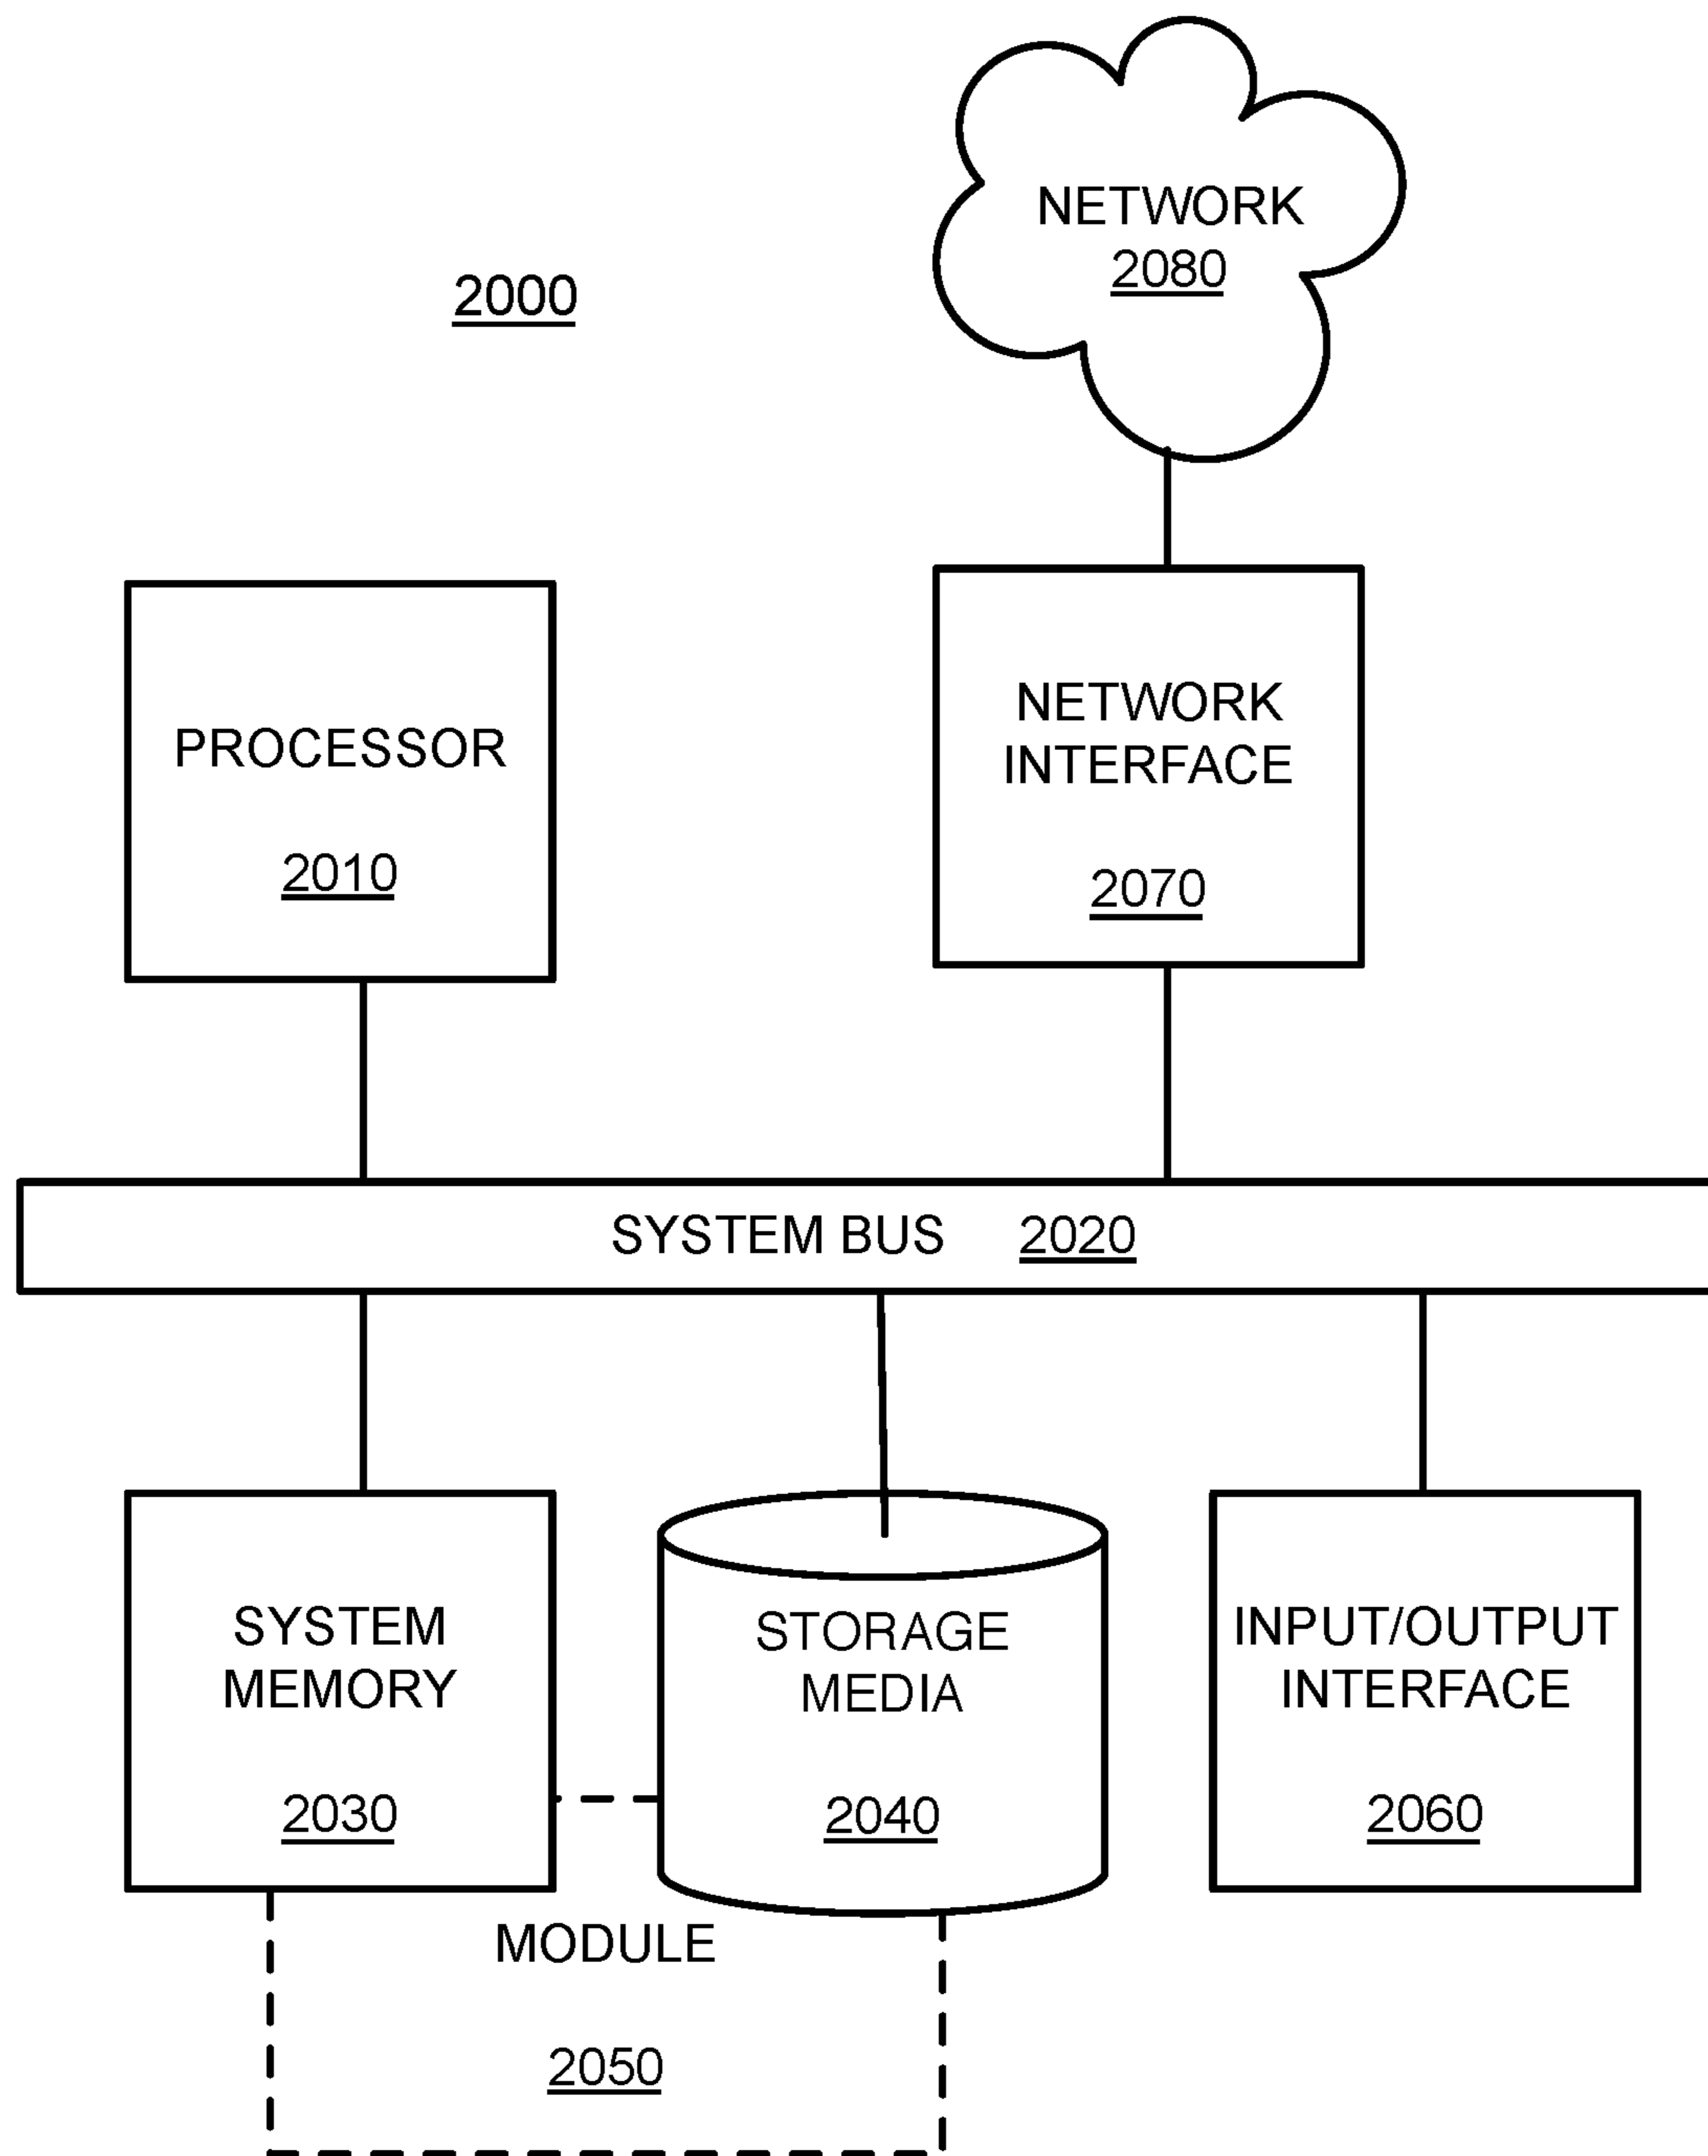 NETWORK
2080
2000
PROCESSOR
2010
NETWORK
INTERFACE
2070
SYSTEM BUS 2020
SYSTEM
MEMORY
2030
STORAGE
MEDIA
2040
INPUT/OUTPUT
INTERFACE
2060
MODULE
2050